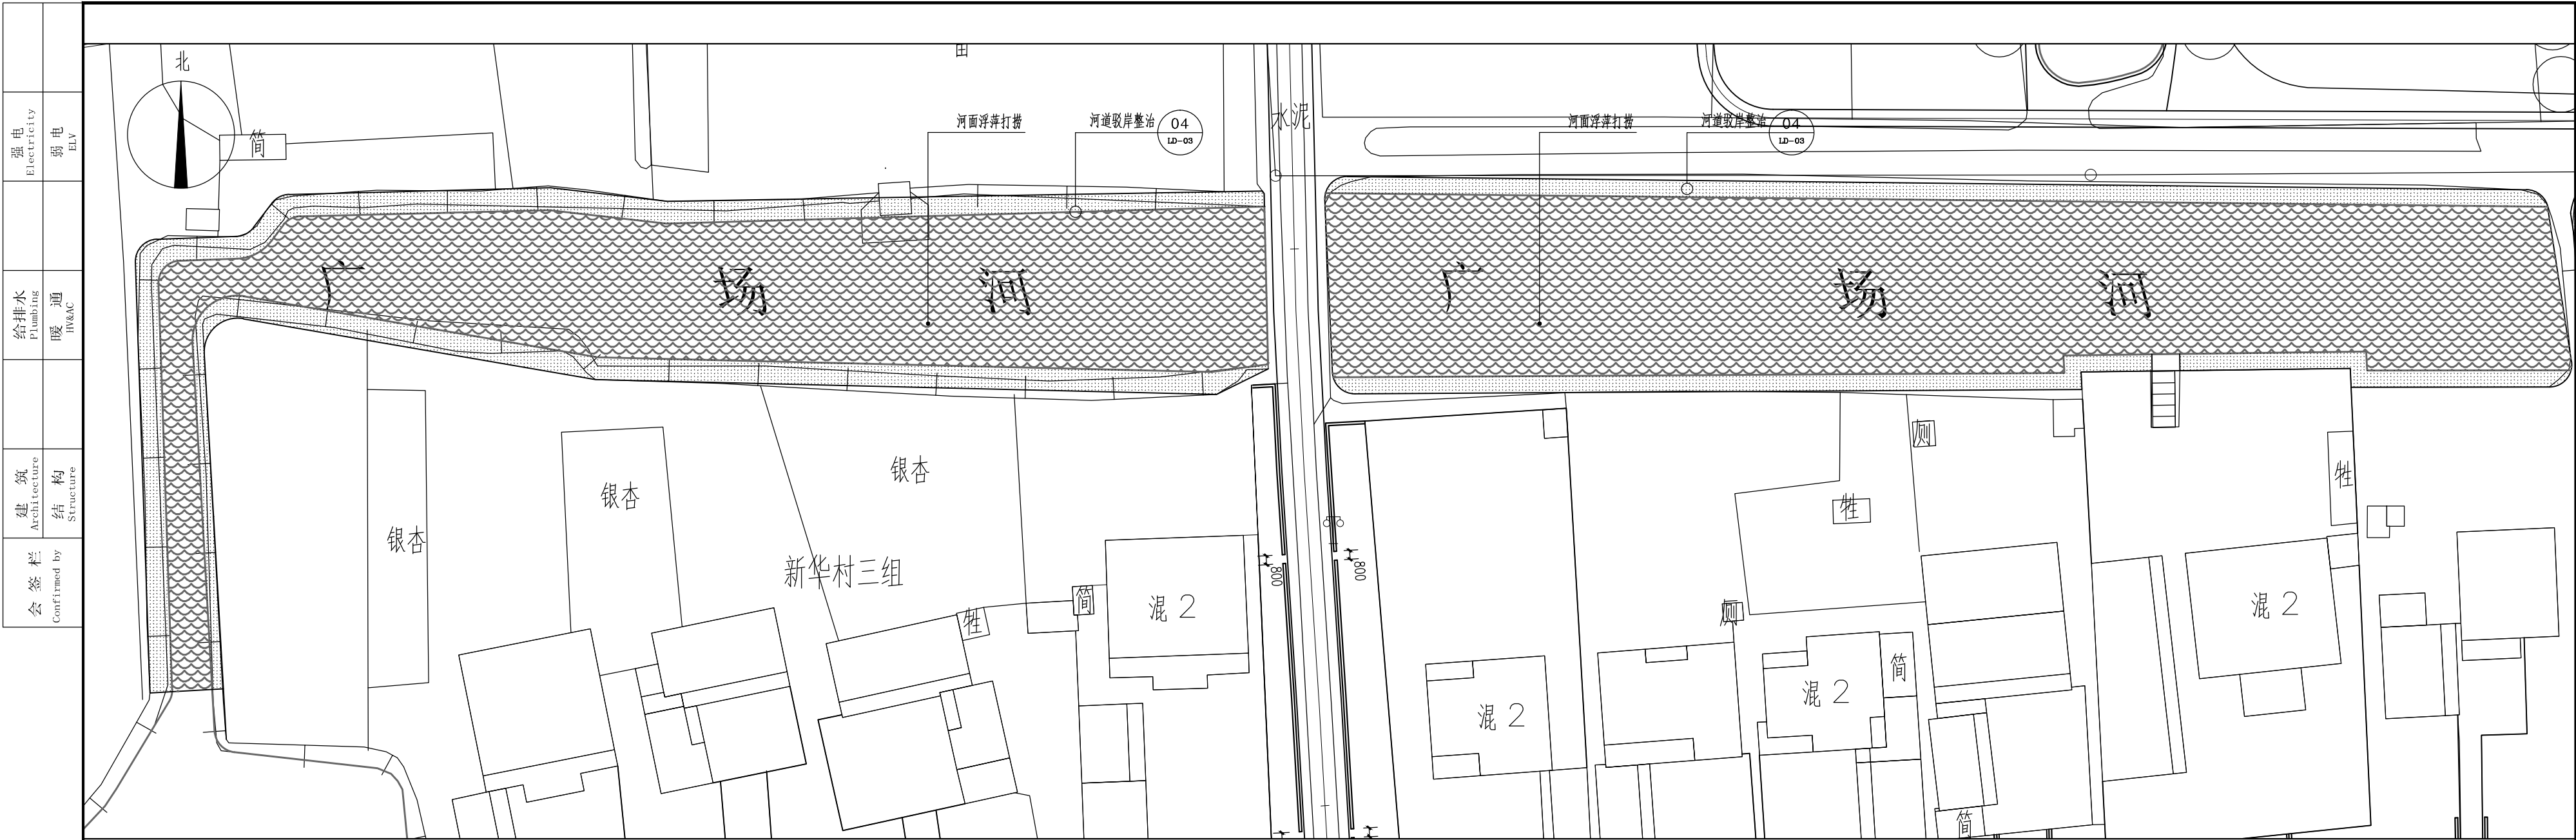 强 电
Electricity
弱 电
ELV
给排水
Plumbing
暖 通
HV&AC
建 筑
Architecture
结 构
Structure
会 签 栏
Confirmed by
北
田
简
河面浮萍打捞
河道驳岸整治
04
LD-03
水泥
河面浮萍打捞
河道驳岸整治
04
LD-03
广 场 河
广 场 河
银杏
银杏
银杏
新华村三组
牲
简
混 2
800
800
厕
牲
牲
厕
混 2
混 2
简
混 2
简